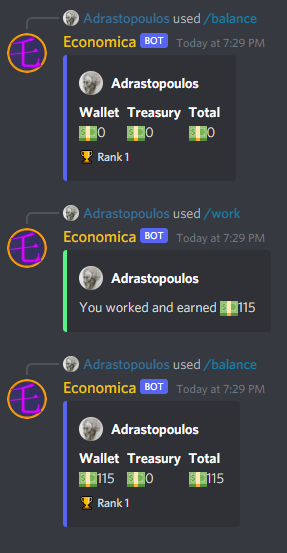 Adrastopoulos used /balance
Economica BOT Today at 7:29 PM
Adrastopoulos
Wallet Treasury Total
💵0 💵0 💵0
🏆 Rank 1
Adrastopoulos used /work
Economica BOT Today at 7:29 PM
Adrastopoulos
You worked and earned 💵115
Adrastopoulos used /balance
Economica BOT Today at 7:29 PM
Adrastopoulos
Wallet Treasury Total
💵115 💵0 💵115
🏆 Rank 1